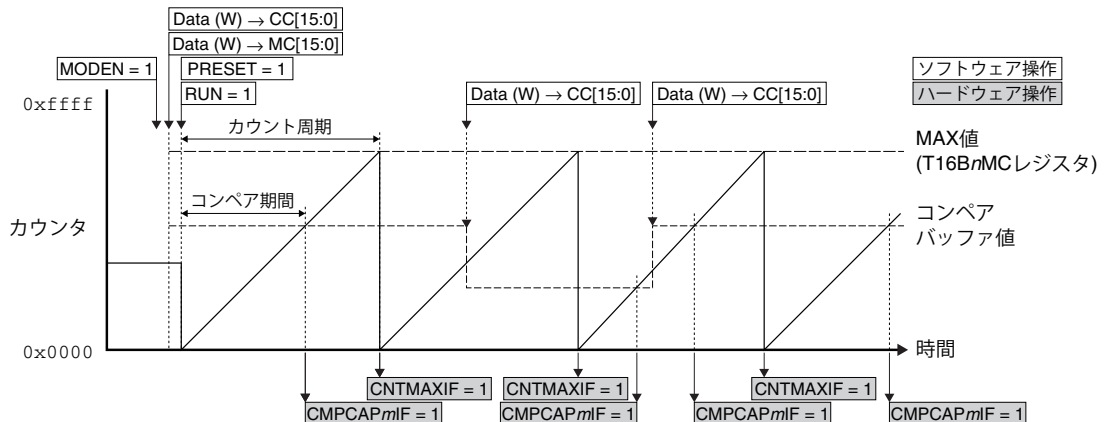 Data (W) → CC[15:0]
Data (W) → MC[15:0]
MODEN = 1
PRESET = 1
RUN = 1
Data (W) → CC[15:0]
Data (W) → CC[15:0]
ソフトウェア操作
ハードウェア操作
0xffff
カウント周期
MAX値
(T16BnMCレジスタ)
コンペア期間
コンペア
バッファ値
カウンタ
0x0000
時間
CNTMAXIF = 1
CNTMAXIF = 1
CNTMAXIF = 1
CMPCAPmIF = 1
CMPCAPmIF = 1
CMPCAPmIF = 1
CMPCAPmIF = 1